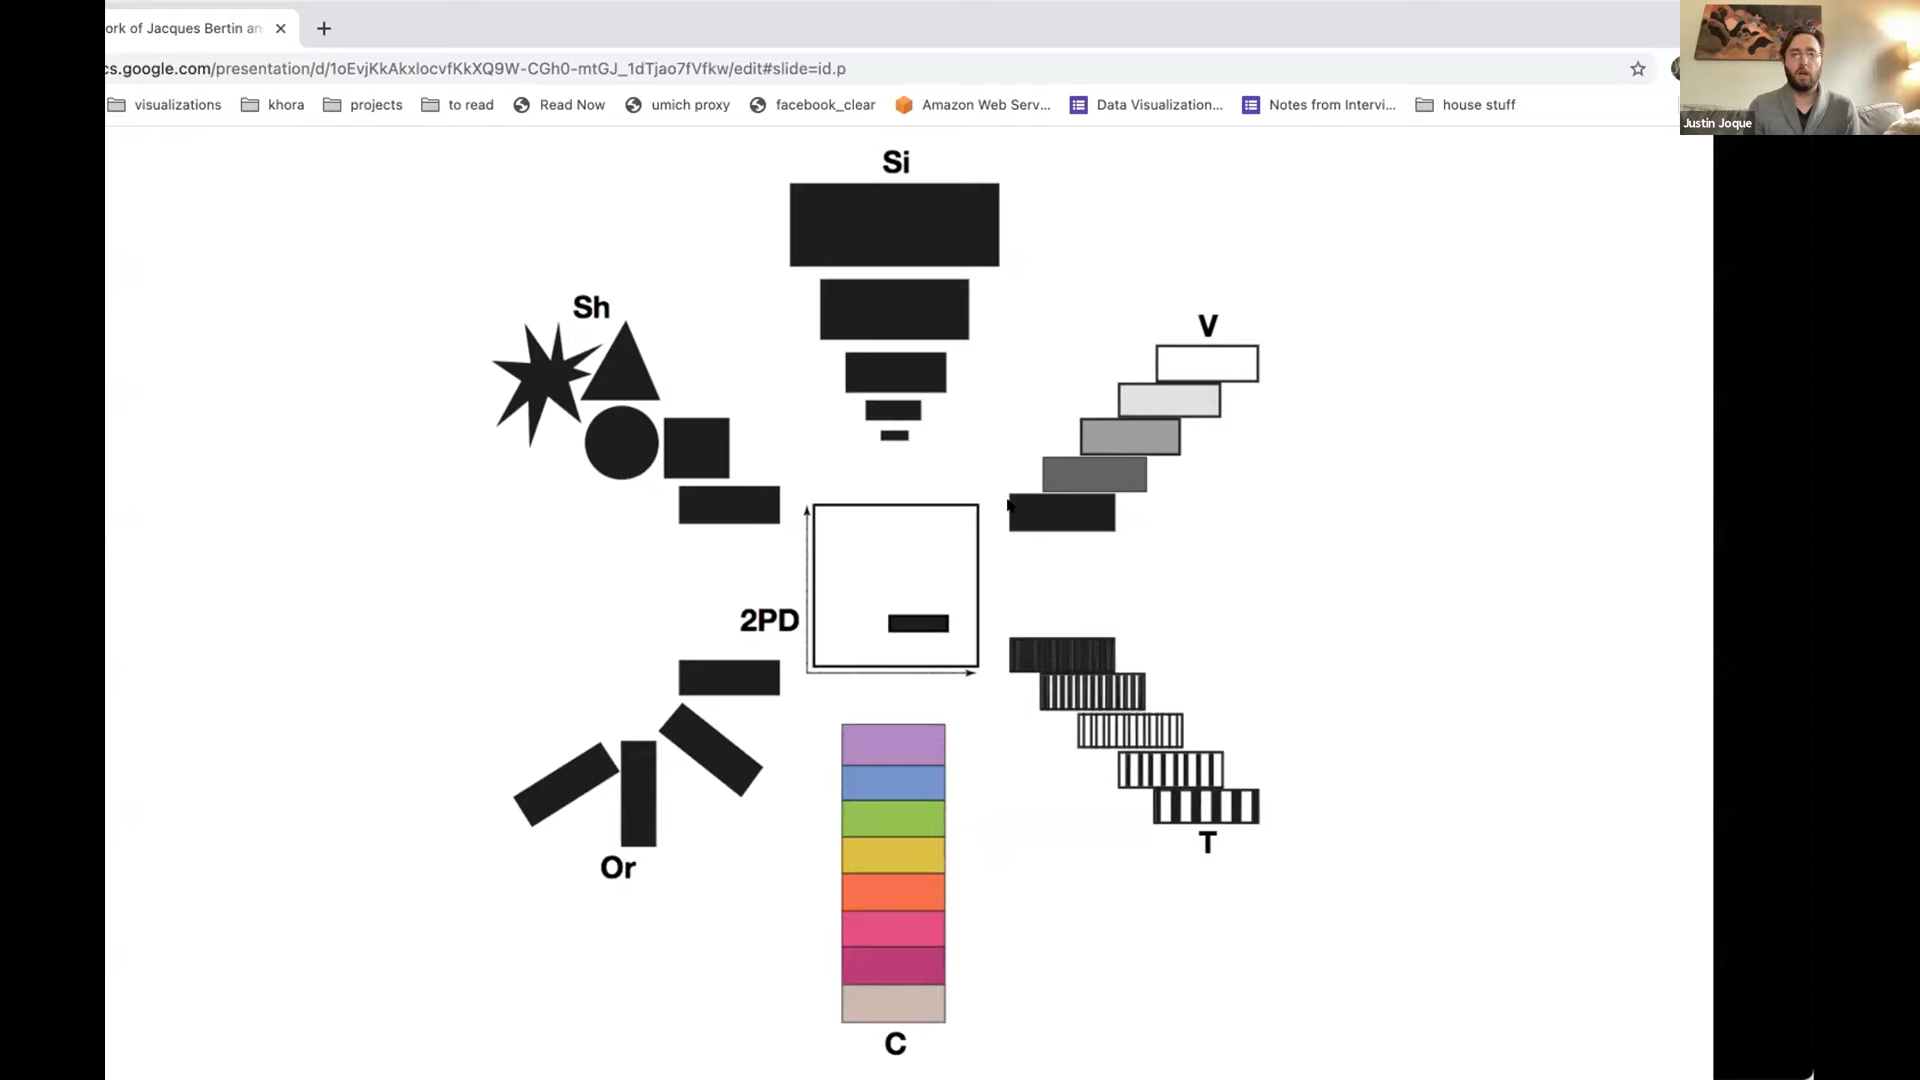 ork of Jacques Bertin an
cs.google.com/presentation/d/1oEvjKkAkxlocvfKkXQ9W-CGh0-mtGJ_1dTjao7fVfkw/edit#slide=id.p
visualizations khora projects to read Read Now umich proxy facebook_clear Amazon Web Serv... Data Visualization... Notes from Intervi... house stuff
Justin Joque
Si
Sh
V
2PD
Or
T
C